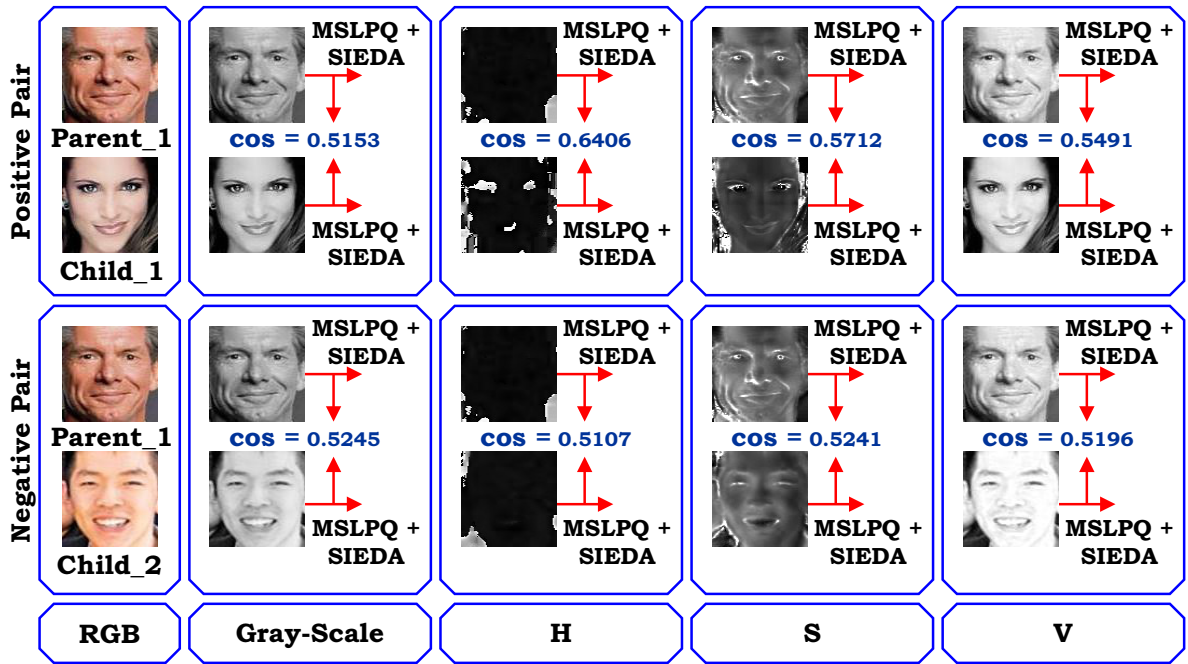 Positive Pair
Parent_1
Child_1
MSLPQ +
SIEDA
cos = 0.5153
MSLPQ +
SIEDA
MSLPQ +
SIEDA
cos = 0.6406
MSLPQ +
SIEDA
MSLPQ +
SIEDA
cos = 0.5712
MSLPQ +
SIEDA
MSLPQ +
SIEDA
cos = 0.5491
MSLPQ +
SIEDA
Negative Pair
Parent_1
Child_2
MSLPQ +
SIEDA
cos = 0.5245
MSLPQ +
SIEDA
MSLPQ +
SIEDA
cos = 0.5107
MSLPQ +
SIEDA
MSLPQ +
SIEDA
cos = 0.5241
MSLPQ +
SIEDA
MSLPQ +
SIEDA
cos = 0.5196
MSLPQ +
SIEDA
RGB
Gray-Scale
H
S
V